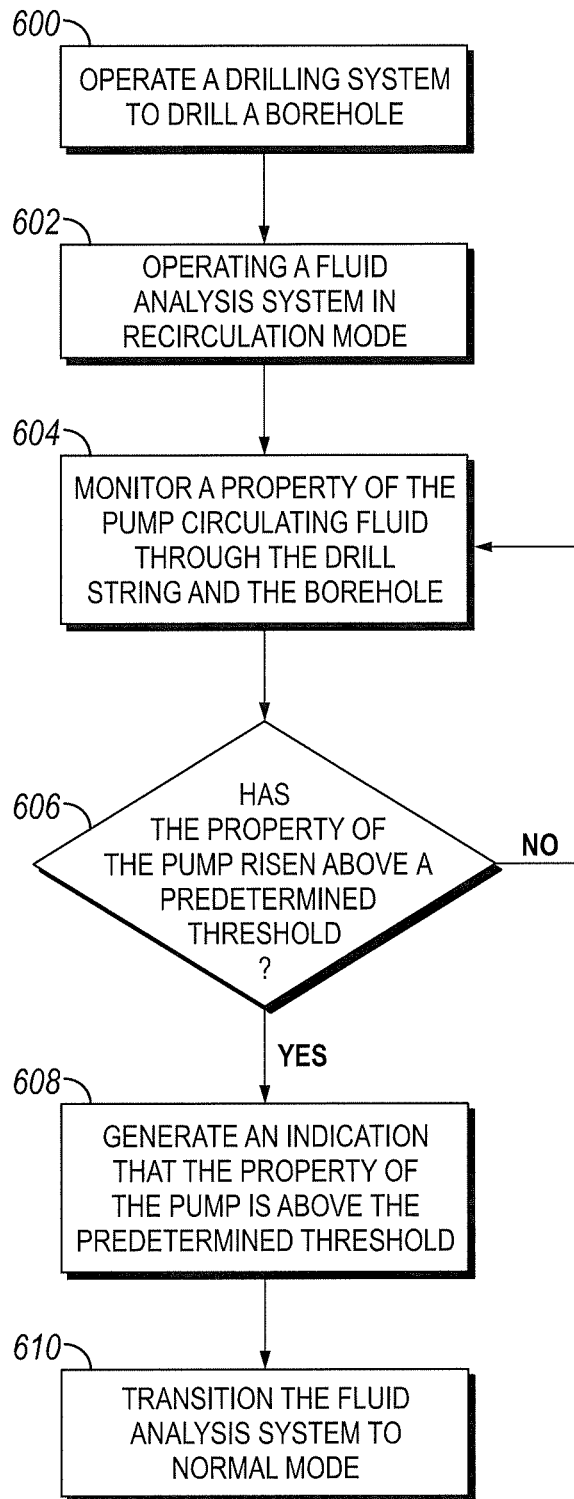 600
OPERATE A DRILLING SYSTEM
TO DRILL A BOREHOLE
602
OPERATING A FLUID
ANALYSIS SYSTEM IN
RECIRCULATION MODE
604
MONITOR A PROPERTY OF THE
PUMP CIRCULATING FLUID
THROUGH THE DRILL
STRING AND THE BOREHOLE
606
HAS
THE PROPERTY OF
THE PUMP RISEN ABOVE A
PREDETERMINED
THRESHOLD
?
NO
YES
608
GENERATE AN INDICATION
THAT THE PROPERTY OF
THE PUMP IS ABOVE THE
PREDETERMINED THRESHOLD
610
TRANSITION THE FLUID
ANALYSIS SYSTEM TO
NORMAL MODE